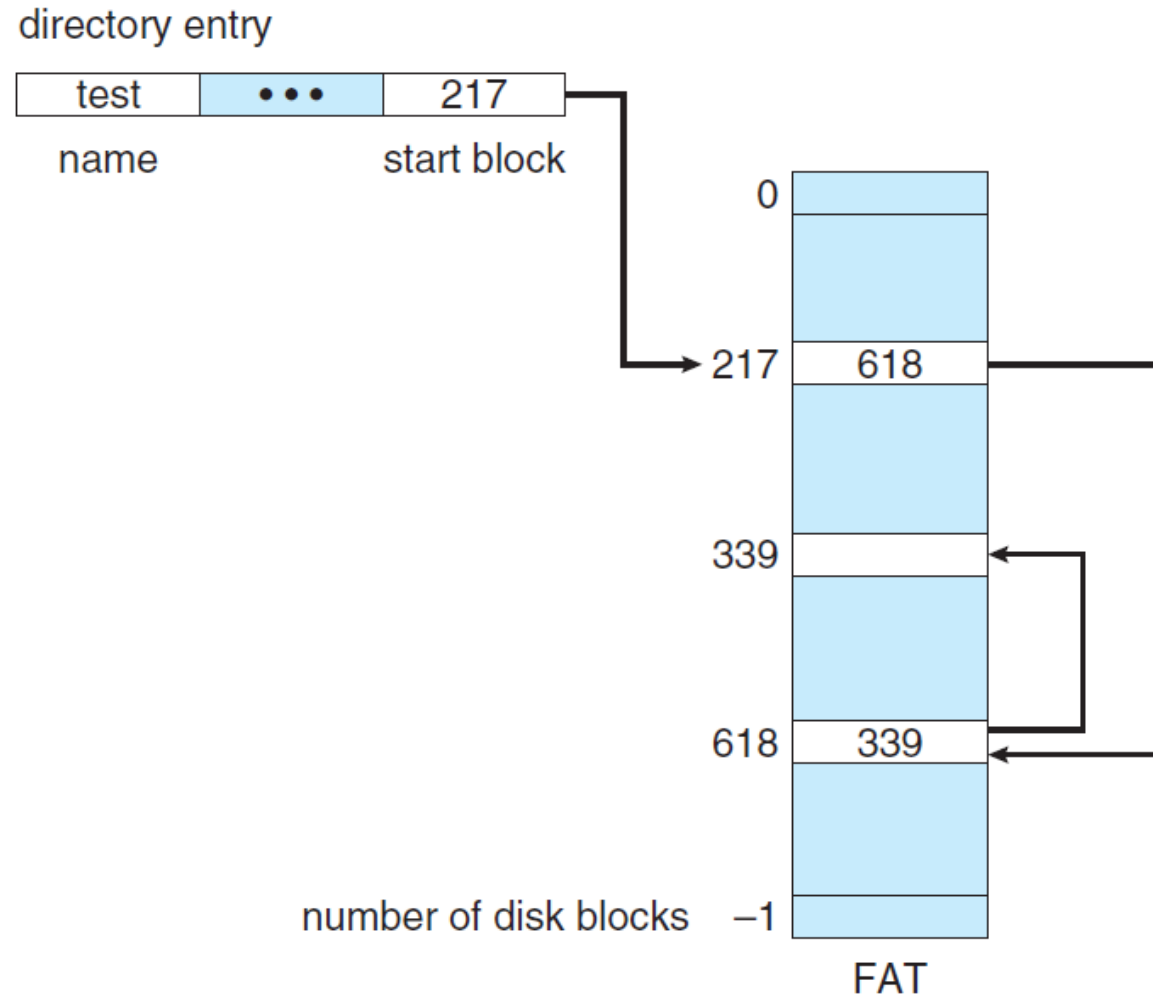 directory entry
test ••• 217
name start block
0
217 618
339
618 339
number of disk blocks –1
FAT